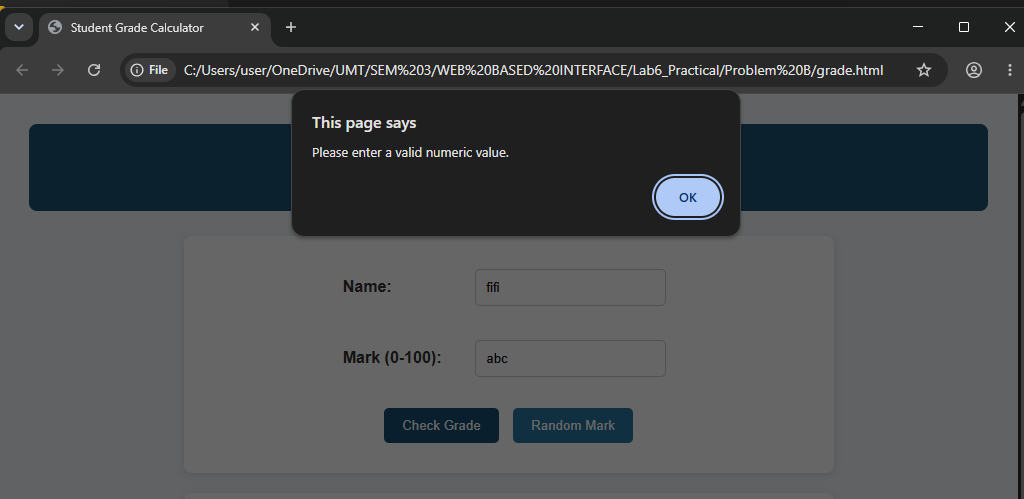 Student Grade Calculator
File C:/Users/user/OneDrive/UMT/SEM%203/WEB%20BASED%20INTERFACE/Lab6_Practical/Problem%20B/grade.html
This page says
Please enter a valid numeric value.
OK
Name: fifi
Mark (0-100): abc
Check Grade Random Mark